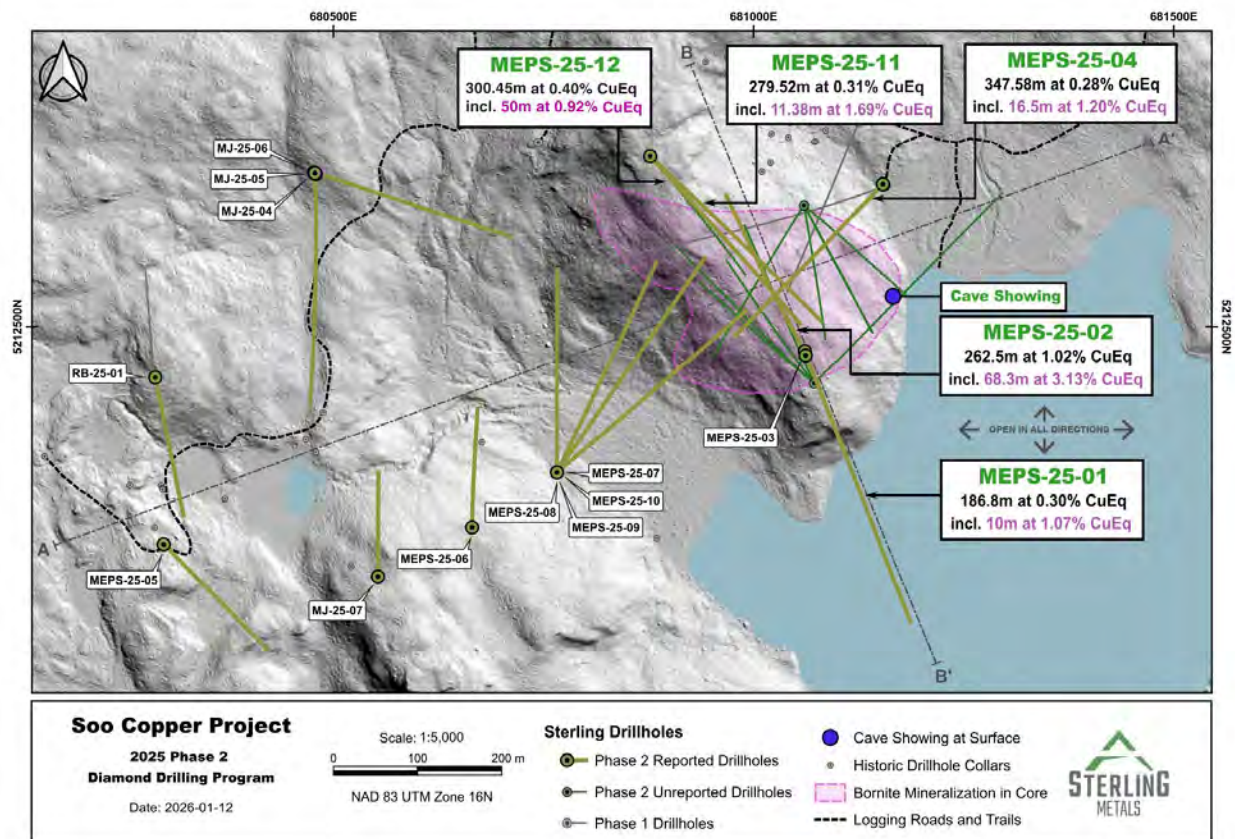 680500E
681000E
681500E
5212500N
5212500N
MEPS-25-12
300.45m at 0.40% CuEq
incl. 50m at 0.92% CuEq
MEPS-25-11
279.52m at 0.31% CuEq
incl. 11.38m at 1.69% CuEq
MEPS-25-04
347.58m at 0.28% CuEq
incl. 16.5m at 1.20% CuEq
B
A'
MJ-25-06
MJ-25-05
MJ-25-04
Cave Showing
MEPS-25-02
262.5m at 1.02% CuEq
incl. 68.3m at 3.13% CuEq
RB-25-01
MEPS-25-03
OPEN IN ALL DIRECTIONS
MEPS-25-07
MEPS-25-10
MEPS-25-08
MEPS-25-09
MEPS-25-01
186.8m at 0.30% CuEq
incl. 10m at 1.07% CuEq
A
MEPS-25-06
MEPS-25-05
MJ-25-07
B'
Soo Copper Project
2025 Phase 2
Diamond Drilling Program
Date: 2026-01-12
Scale: 1:5,000
0 100 200 m
NAD 83 UTM Zone 16N
Sterling Drillholes
Phase 2 Reported Drillholes
Phase 2 Unreported Drillholes
Phase 1 Drillholes
Cave Showing at Surface
Historic Drillhole Collars
Bornite Mineralization in Core
Logging Roads and Trails
STERLING
METALS